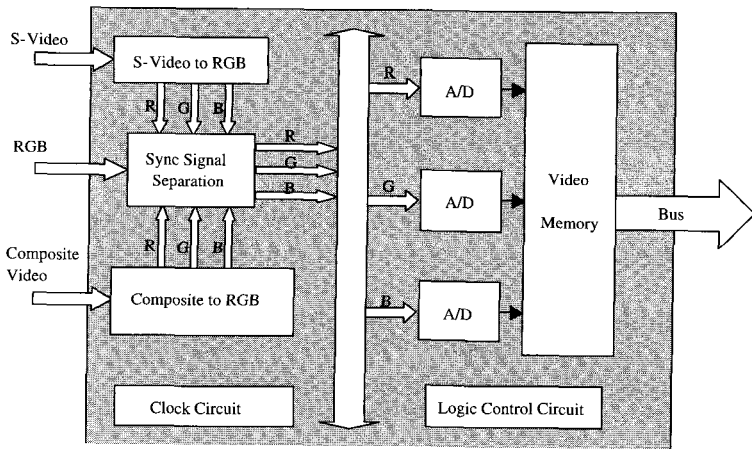 S-Video
S-Video to RGB
R G B
RGB
Sync Signal
Separation
R
G
B
R G B
Composite
Video
Composite to RGB
Clock Circuit
R
A/D
G
A/D
B
A/D
Video
Memory
Bus
Logic Control Circuit